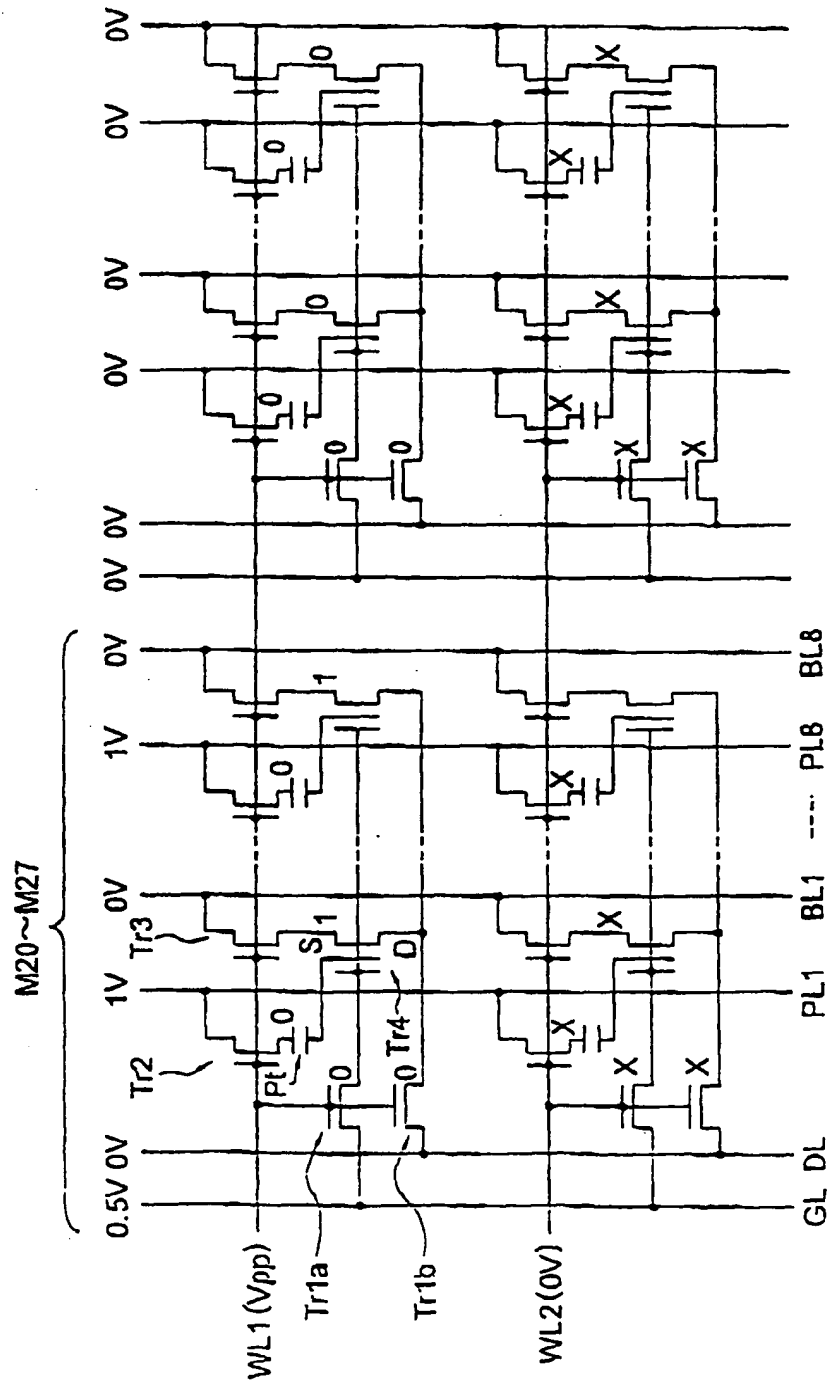 M20~M27
0.5V 0V 1V 0V 1V 0V 0V 0V 0V 0V 0V 0V
Tr2 Tr3
WL1 (Vpp)
Pt 0 S 1 0 1 0 0 0 0
Tr1a 0 Tr4 D 0
Tr1b 0 0
WL2 (0V)
X X X X X X X X
X X
X X
GL DL PL1 BL1 ---- PL8 BL8